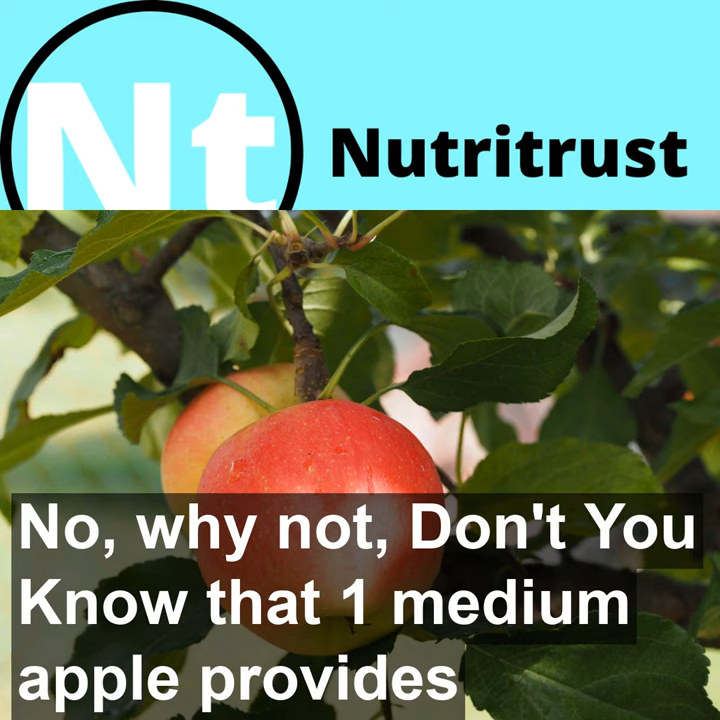 Nt
Nutritrust
No, why not, Don't You
Know that 1 medium
apple provides